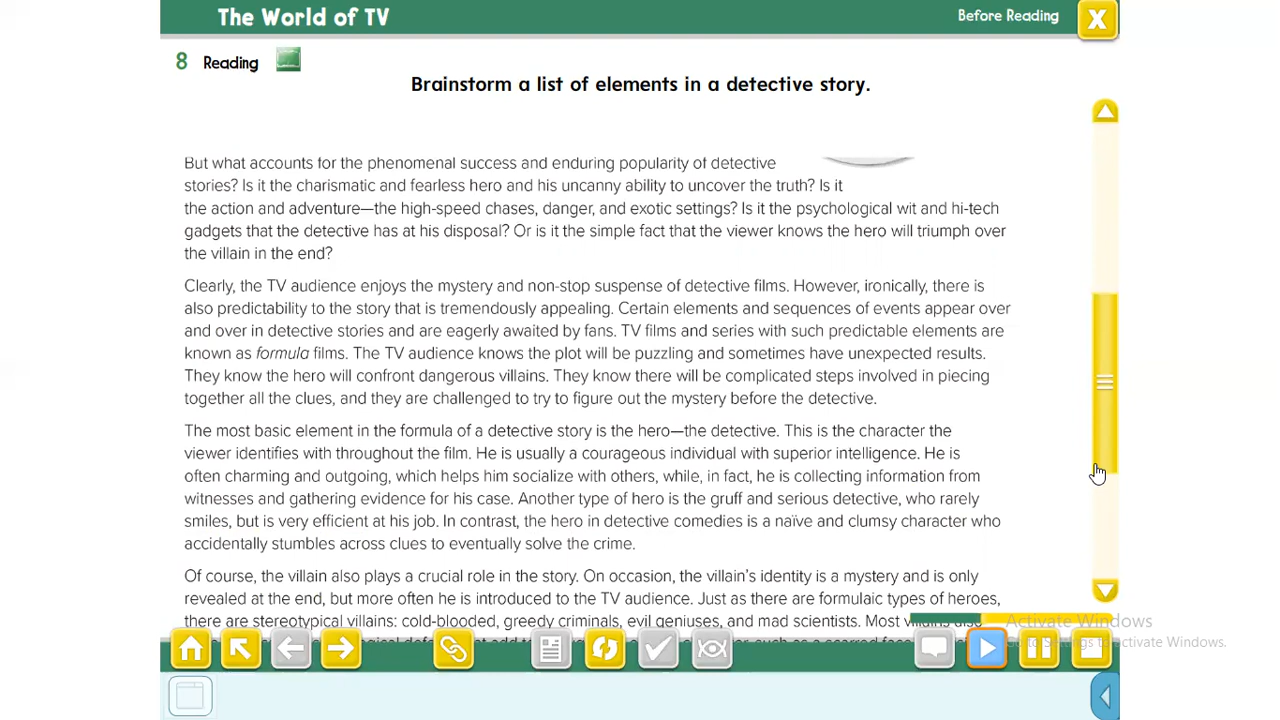 The World of TV
Before Reading
X
8 Reading
Brainstorm a list of elements in a detective story.
But what accounts for the phenomenal success and enduring popularity of detective
stories? Is it the charismatic and fearless hero and his uncanny ability to uncover the truth? Is it
the action and adventure—the high-speed chases, danger, and exotic settings? Is it the psychological wit and hi-tech
gadgets that the detective has at his disposal? Or is it the simple fact that the viewer knows the hero will triumph over
the villain in the end?
Clearly, the TV audience enjoys the mystery and non-stop suspense of detective films. However, ironically, there is
also predictability to the story that is tremendously appealing. Certain elements and sequences of events appear over
and over in detective stories and are eagerly awaited by fans. TV films and series with such predictable elements are
known as formula films. The TV audience knows the plot will be puzzling and sometimes have unexpected results.
They know the hero will confront dangerous villains. They know there will be complicated steps involved in piecing
together all the clues, and they are challenged to try to figure out the mystery before the detective.
The most basic element in the formula of a detective story is the hero—the detective. This is the character the
viewer identifies with throughout the film. He is usually a courageous individual with superior intelligence. He is
often charming and outgoing, which helps him socialize with others, while, in fact, he is collecting information from
witnesses and gathering evidence for his case. Another type of hero is the gruff and serious detective, who rarely
smiles, but is very efficient at his job. In contrast, the hero in detective comedies is a naïve and clumsy character who
accidentally stumbles across clues to eventually solve the crime.
Of course, the villain also plays a crucial role in the story. On occasion, the villain's identity is a mystery and is only
revealed at the end, but more often he is introduced to the TV audience. Just as there are formulaic types of heroes,
there are stereotypical villains: cold-blooded, greedy criminals, evil geniuses, and mad scientists. Most villains also
Activate Windows
Go to Settings to activate Windows.